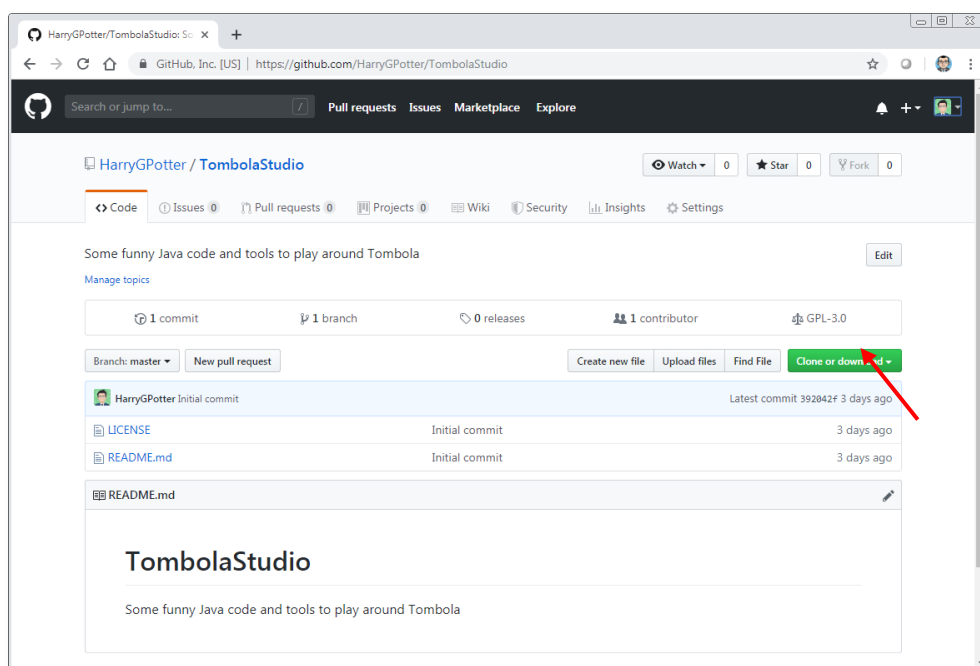 HarryGPotter/TombolaStudio: So
GitHub, Inc. [US] | https://github.com/HarryGPotter/TombolaStudio
Search or jump to... / Pull requests Issues Marketplace Explore
HarryGPotter / TombolaStudio Watch 0 Star 0 Fork 0
Code Issues 0 Pull requests 0 Projects 0 Wiki Security Insights Settings
Some funny Java code and tools to play around Tombola Edit
Manage topics
1 commit 1 branch 0 releases 1 contributor GPL-3.0
Branch: master New pull request Create new file Upload files Find File Clone or download
HarryGPotter Initial commit Latest commit 392042f 3 days ago
LICENSE Initial commit 3 days ago
README.md Initial commit 3 days ago
README.md
TombolaStudio
Some funny Java code and tools to play around Tombola